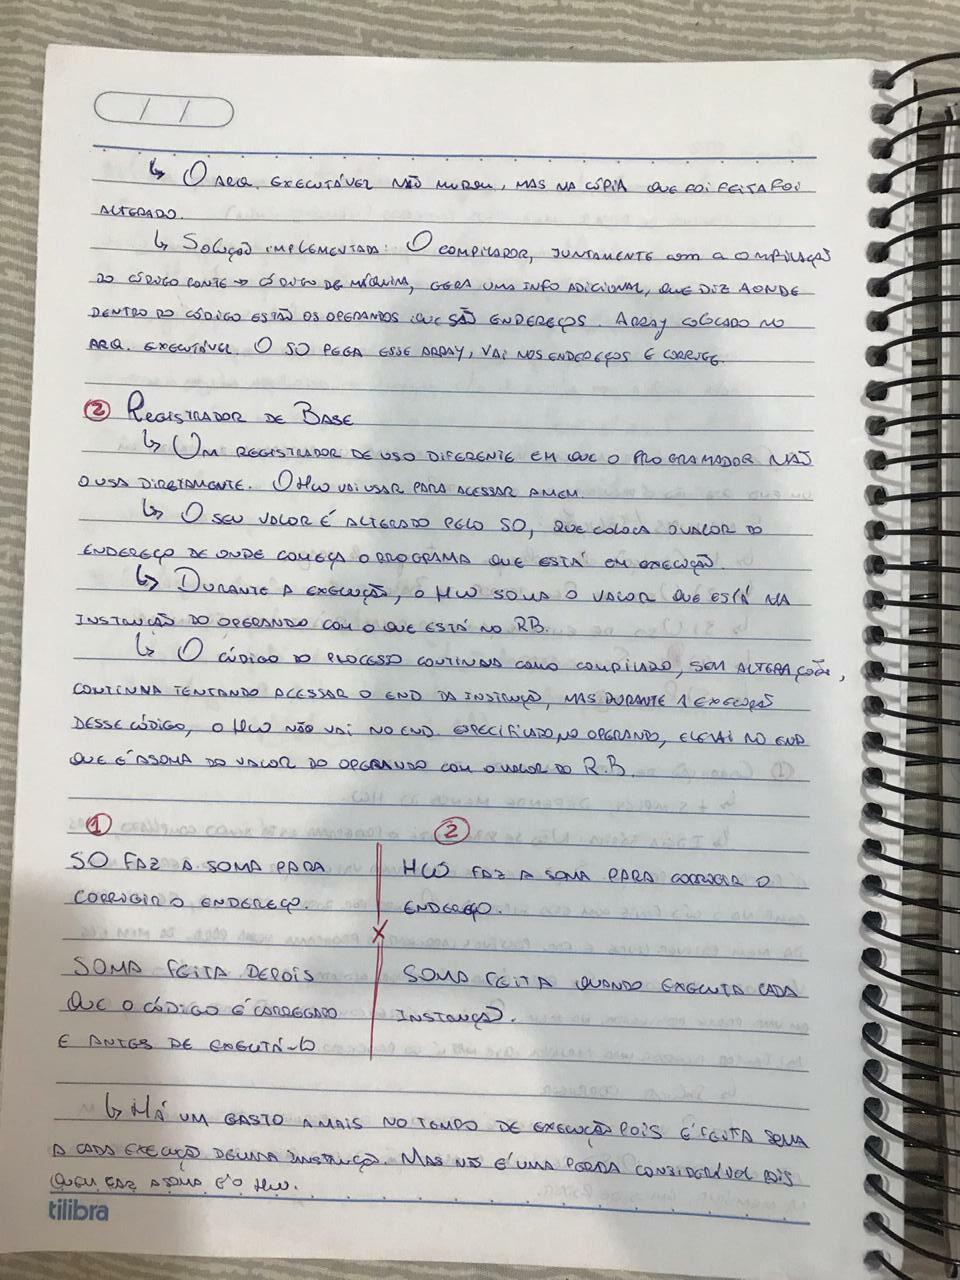 / /
↳ O ARQ. EXECUTÁVEL NÃO MUDOU, MAS NA CÓPIA QUE FOI FEITA FOI
ALTERADO.
↳ SOLUÇÃO IMPLEMENTADA: O COMPILADOR, JUNTAMENTE COM A COMPILAÇÃO
DO CÓDIGO FONTE → CÓDIGO DE MÁQUINA, GERA UMA INFO ADICIONAL, QUE DIZ AONDE
DENTRO DO CÓDIGO ESTÃO OS OPERANDOS QUE SÃO ENDEREÇOS. ARRAY COLOCADO NO
ARQ. EXECUTÁVEL. O SO PEGA ESSE ARRAY, VAI NOS ENDEREÇOS E CORRIGE.
② REGISTRADOR DE BASE
↳ UM REGISTRADOR DE USO DIFERENTE EM QUE O PROGRAMADOR NÃO
O USA DIRETAMENTE. O HW VAI USAR PARA ACESSAR A MEM.
↳ O SEU VALOR É ALTERADO PELO SO, QUE COLOCA O VALOR DO
ENDEREÇO DE ONDE COMEÇA O PROGRAMA QUE ESTÁ EM EXECUÇÃO.
↳ DURANTE A EXECUÇÃO, O HW SOMA O VALOR QUE ESTÁ NA
INSTRUÇÃO DO OPERANDO COM O QUE ESTÁ NO RB.
↳ O CÓDIGO DO PROCESSO CONTINUA COMO COMPILADO, SEM ALTERAÇÕES,
CONTINUA TENTANDO ACESSAR O END DA INSTRUÇÃO, MAS DURANTE A EXECUÇÃO
DESSE CÓDIGO, O HW NÃO VAI NO END. ESPECIFICADO, NO OPERANDO, ELE VAI NO END
QUE É A SOMA DO VALOR DO OPERANDO COM O VALOR DO R.B.
①
SO FAZ A SOMA PARA
CORRIGIR O ENDEREÇO.
SOMA FEITA DEPOIS
QUE O CÓDIGO É CARREGADO
E ANTES DE EXECUTÁ-LO
X
②
HW FAZ A SOMA PARA CORRIGIR O
ENDEREÇO.
SOMA FEITA QUANDO EXECUTA CADA
INSTRUÇÃO.
↳ HÁ UM GASTO A MAIS NO TEMPO DE EXECUÇÃO POIS É FEITA SOMA
A CADA EXECUÇÃO DE UMA INSTRUÇÃO. MAS NÃO É UMA PERDA CONSIDERÁVEL POIS
QUEM FAZ A SOMA É O HW.
tilibra